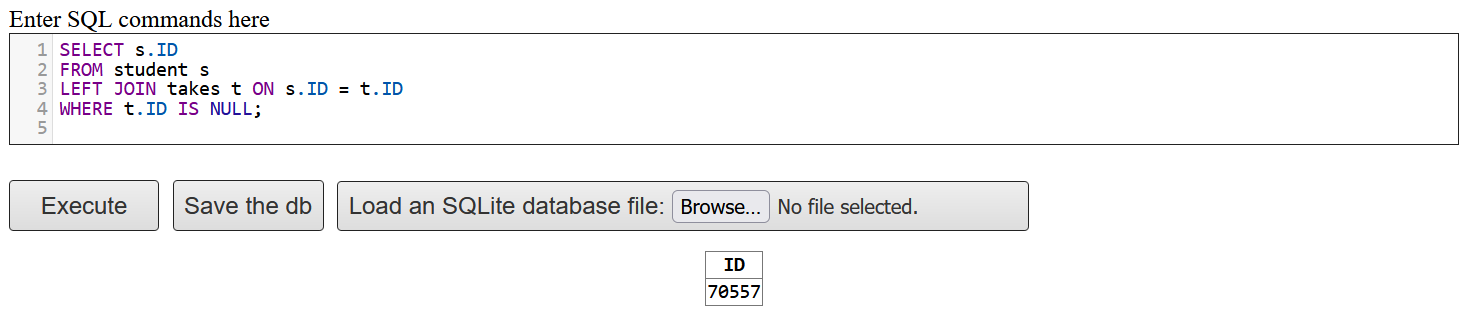 Enter SQL commands here
1 SELECT s.ID
2 FROM student s
3 LEFT JOIN takes t ON s.ID = t.ID
4 WHERE t.ID IS NULL;
5
Execute Save the db Load an SQLite database file: Browse... No file selected.
ID
70557